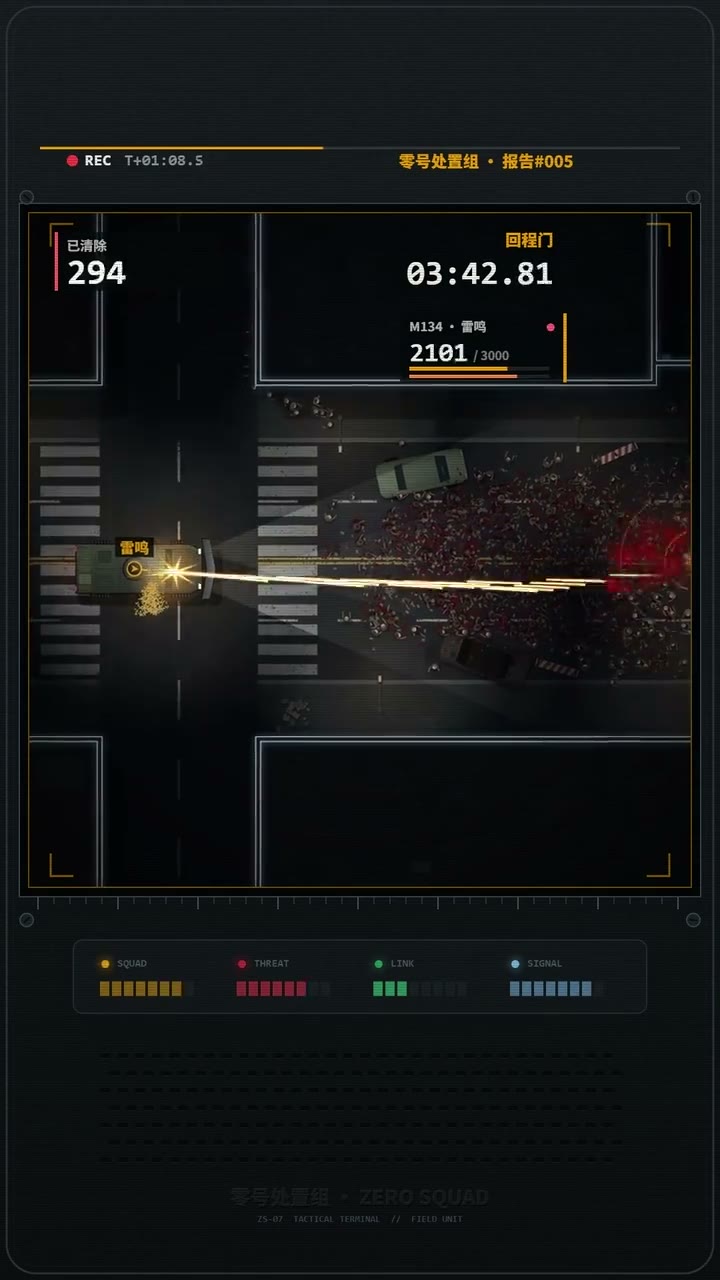 REC T+01:08.5
零号处置组 • 报告#005
已清除
294
回程门
03:42.81
M134 • 雷鸣
2101 / 3000
雷鸣
SQUAD
THREAT
LINK
SIGNAL
零号处置组 • ZERO SQUAD
ZS-07 TACTICAL TERMINAL // FIELD UNIT